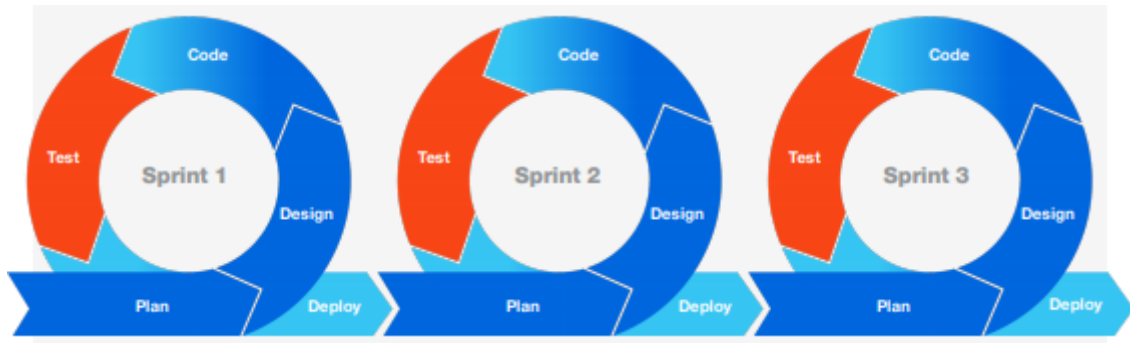 Code
Test
Sprint 1
Design
Plan
Deploy
Code
Test
Sprint 2
Design
Plan
Deploy
Code
Test
Sprint 3
Design
Plan
Deploy